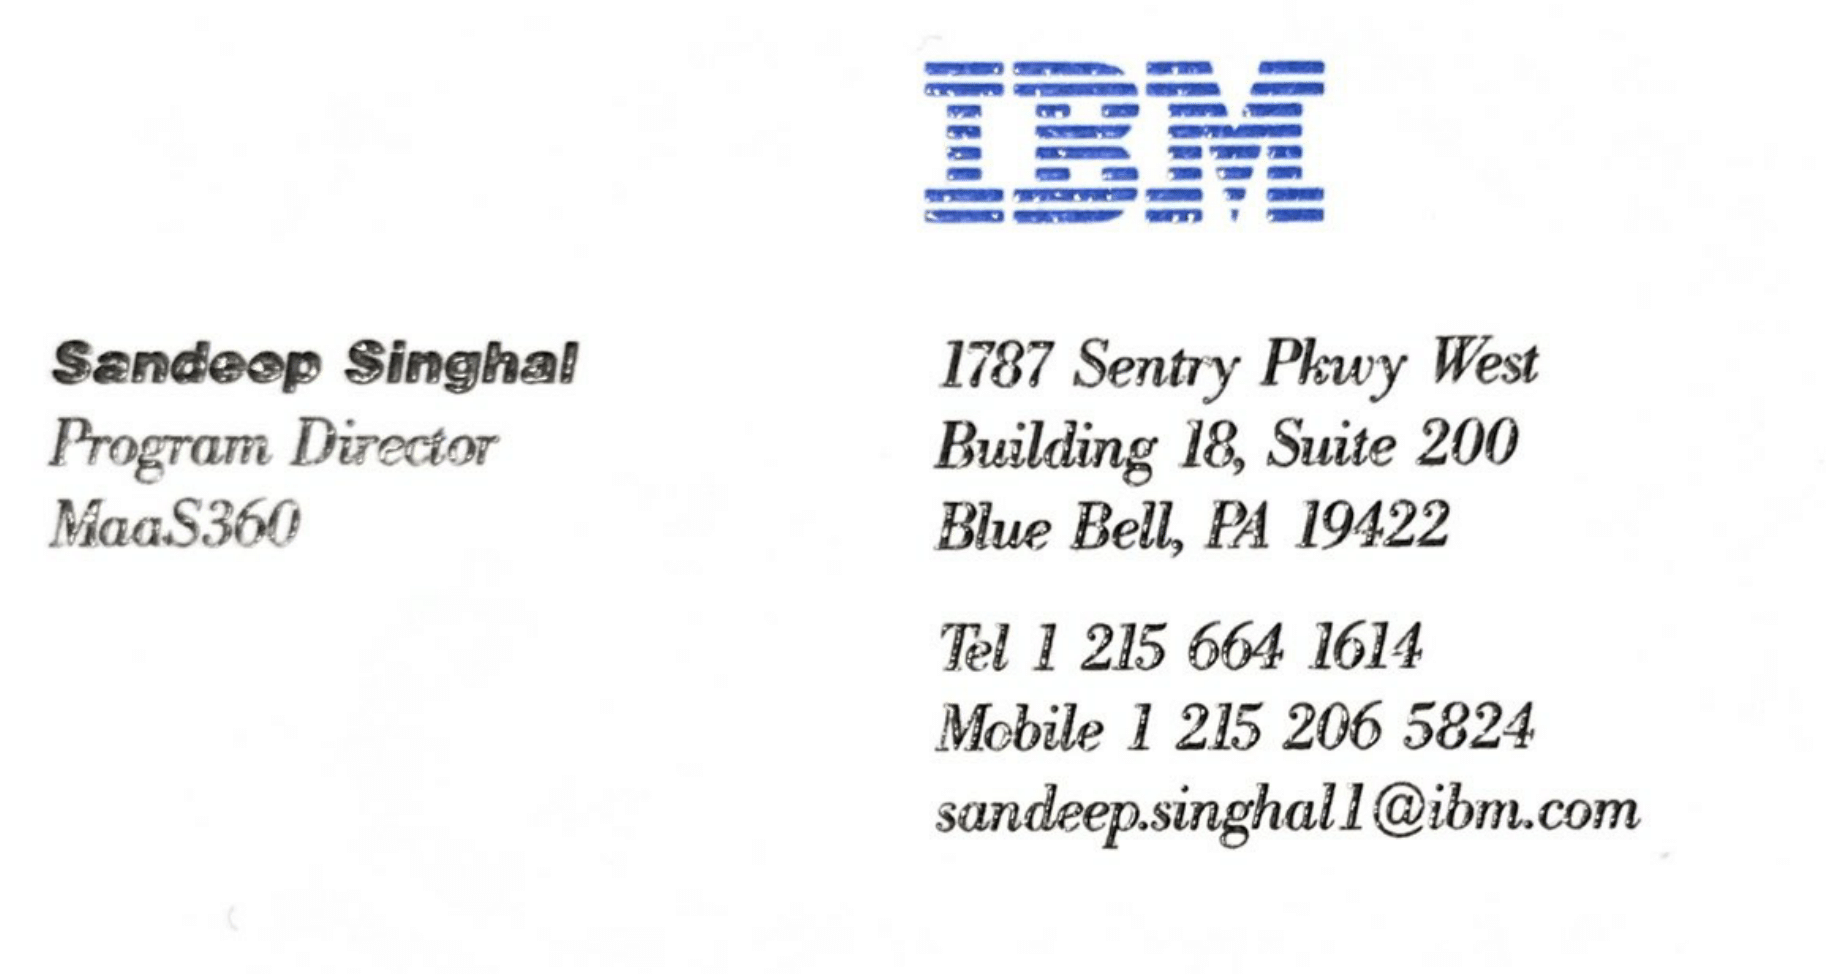 IBM
Sandeep Singhal
Program Director
MaaS360
1787 Sentry Pkwy West
Building 18, Suite 200
Blue Bell, PA 19422
Tel 1 215 664 1614
Mobile 1 215 206 5824
sandeep.singhal1@ibm.com